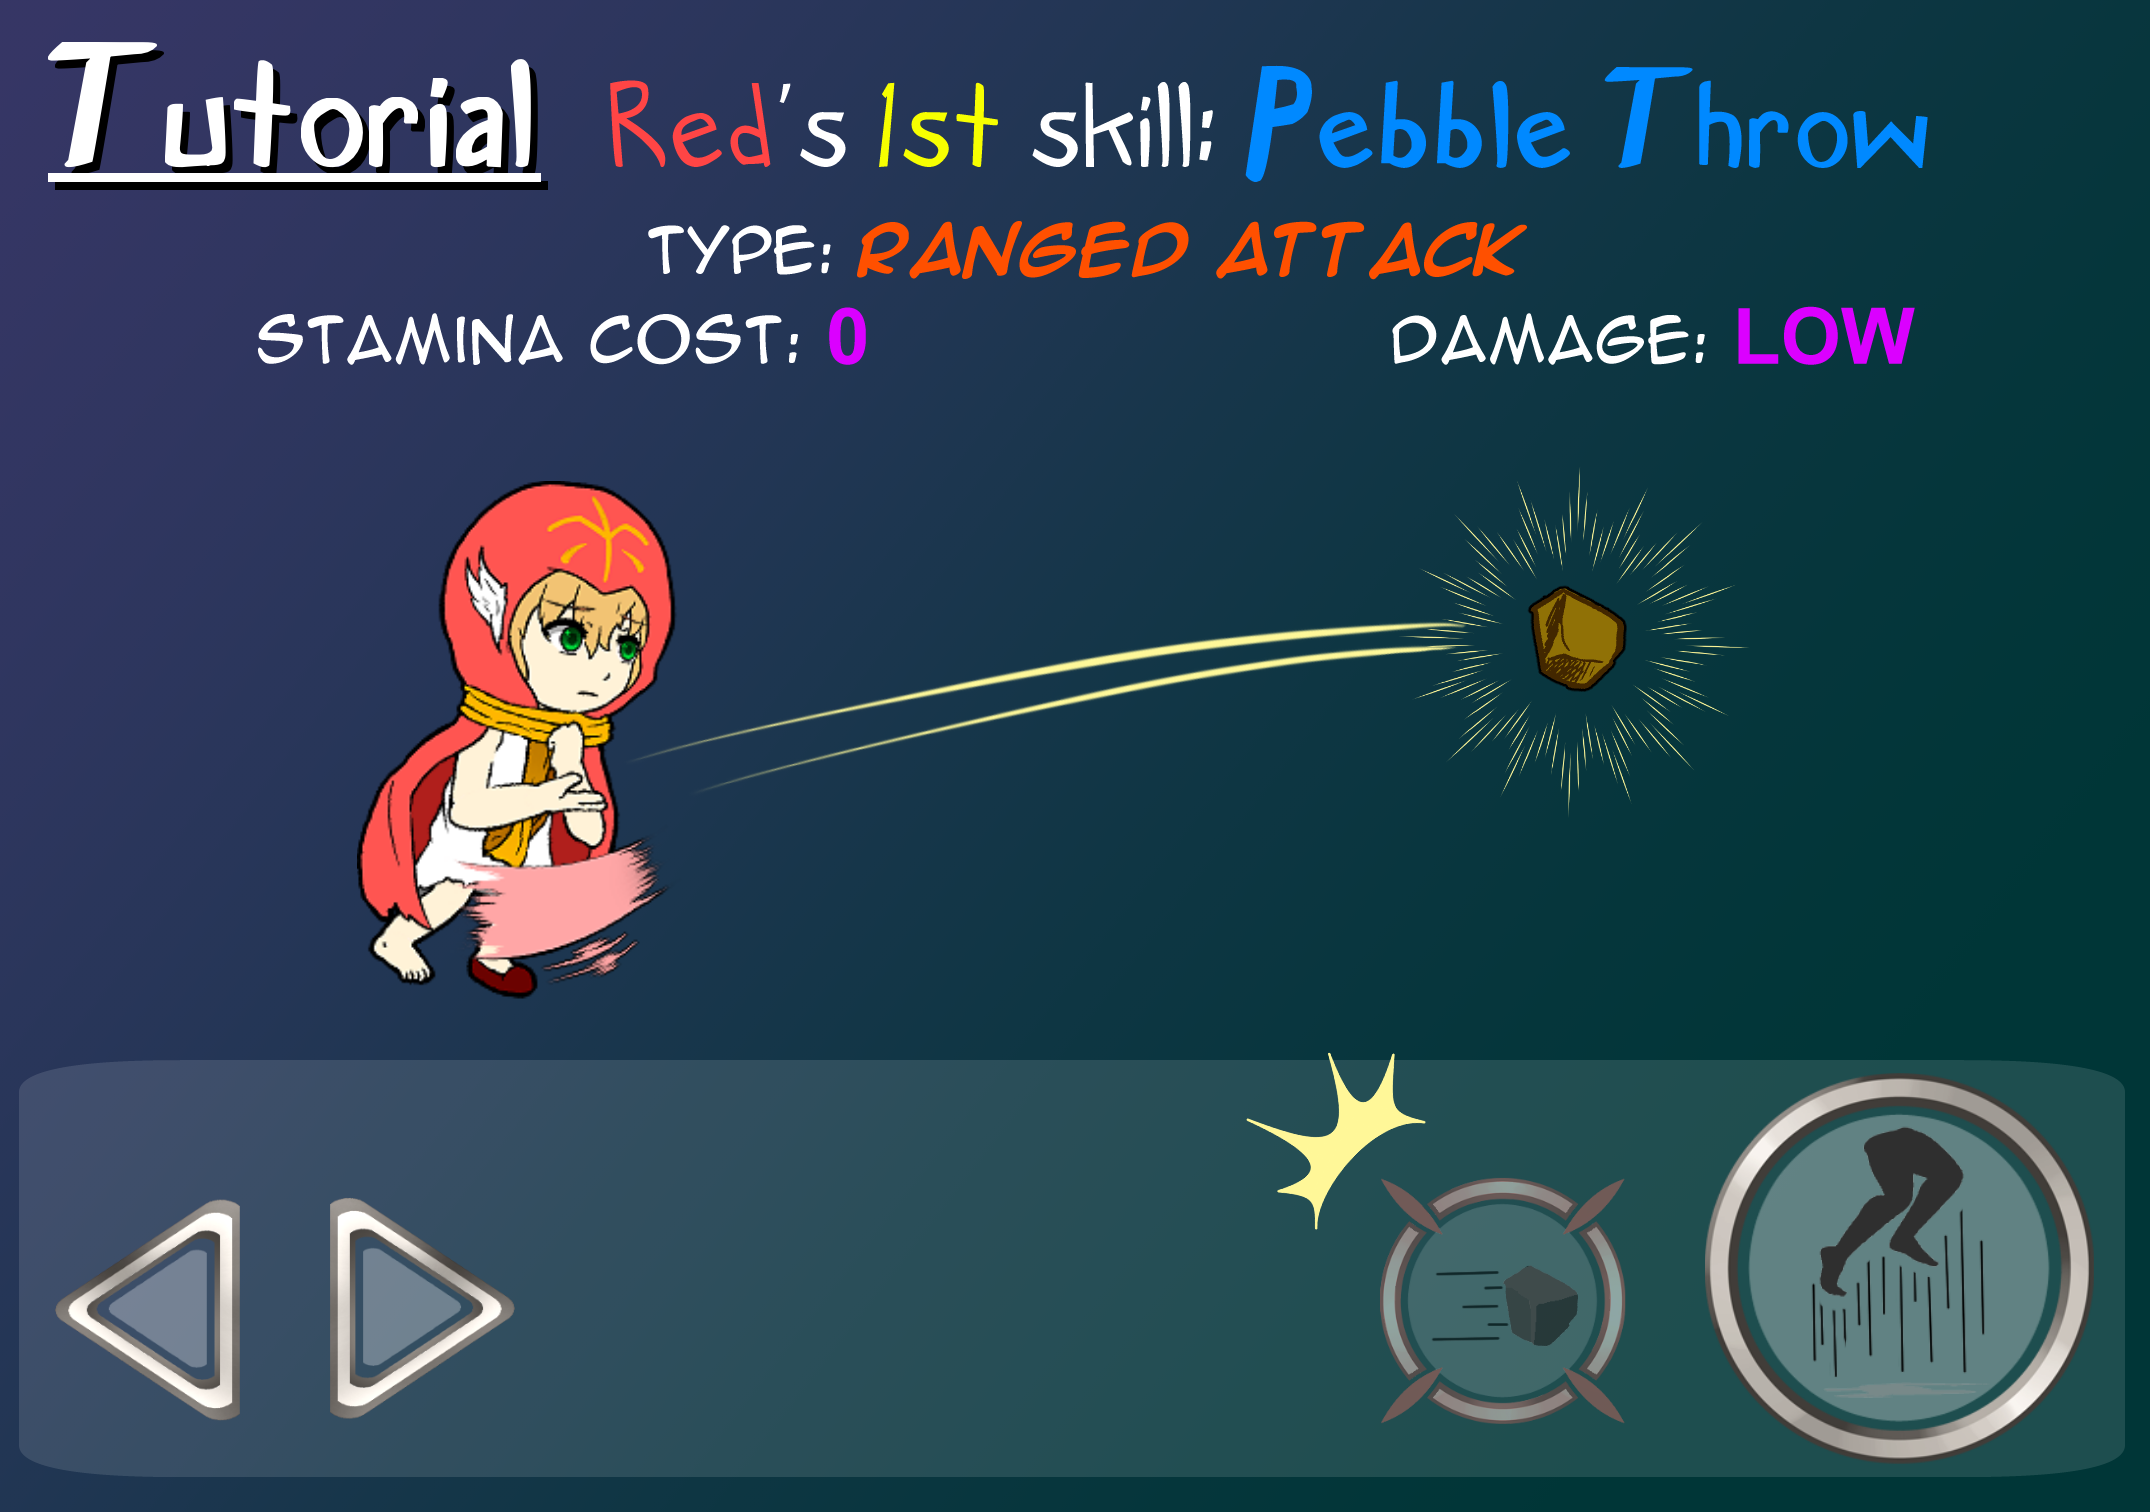 Tutorial Red's 1st skill: Pebble Throw
TYPE: RANGED ATTACK
STAMINA COST: 0 DAMAGE: LOW